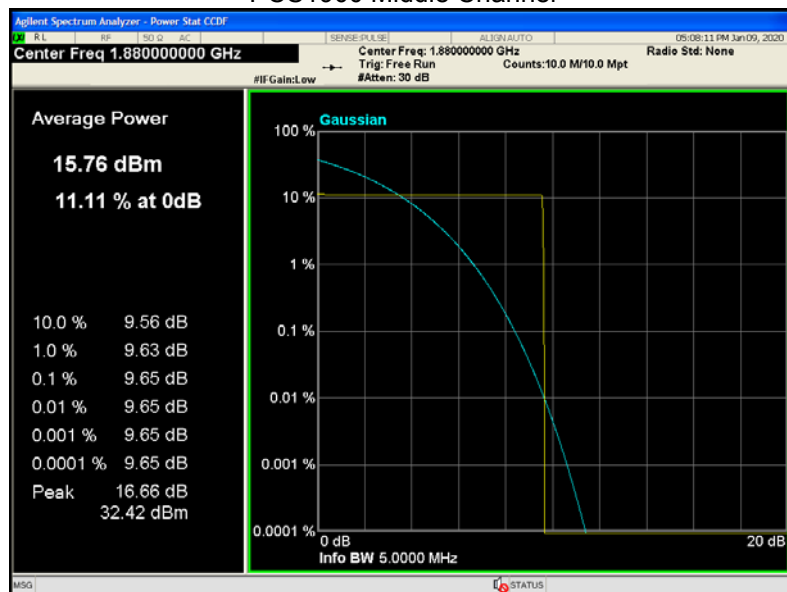 PCS1900 Middle Channel
Agilent Spectrum Analyzer - Power Stat CCDF
RL RF 50 Ω AC SENSE:PULSE ALIGN AUTO 05:08:11 PM Jan 09, 2020
Center Freq 1.880000000 GHz
Center Freq: 1.880000000 GHz
Radio Std: None
Trig: Free Run Counts:10.0 M/10.0 Mpt
#IFGain:Low #Atten: 30 dB
Average Power
15.76 dBm
11.11 % at 0dB
10.0 % 9.56 dB
1.0 % 9.63 dB
0.1 % 9.65 dB
0.01 % 9.65 dB
0.001 % 9.65 dB
0.0001 % 9.65 dB
Peak 16.66 dB
32.42 dBm
Gaussian
100 %
10 %
1 %
0.1 %
0.01 %
0.001 %
0.0001 %
0 dB 20 dB
Info BW 5.0000 MHz
MSG STATUS